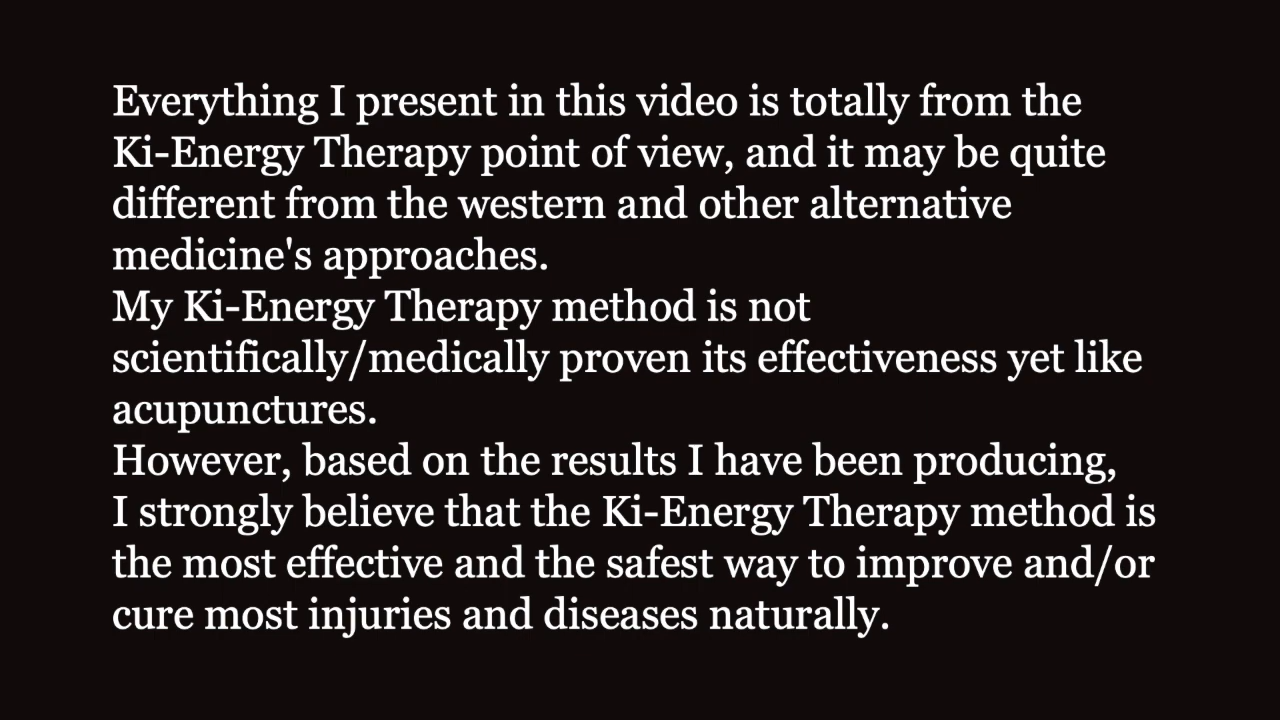 Everything I present in this video is totally from the
Ki-Energy Therapy point of view, and it may be quite
different from the western and other alternative
medicine's approaches.
My Ki-Energy Therapy method is not
scientifically/medically proven its effectiveness yet like
acupunctures.
However, based on the results I have been producing,
I strongly believe that the Ki-Energy Therapy method is
the most effective and the safest way to improve and/or
cure most injuries and diseases naturally.